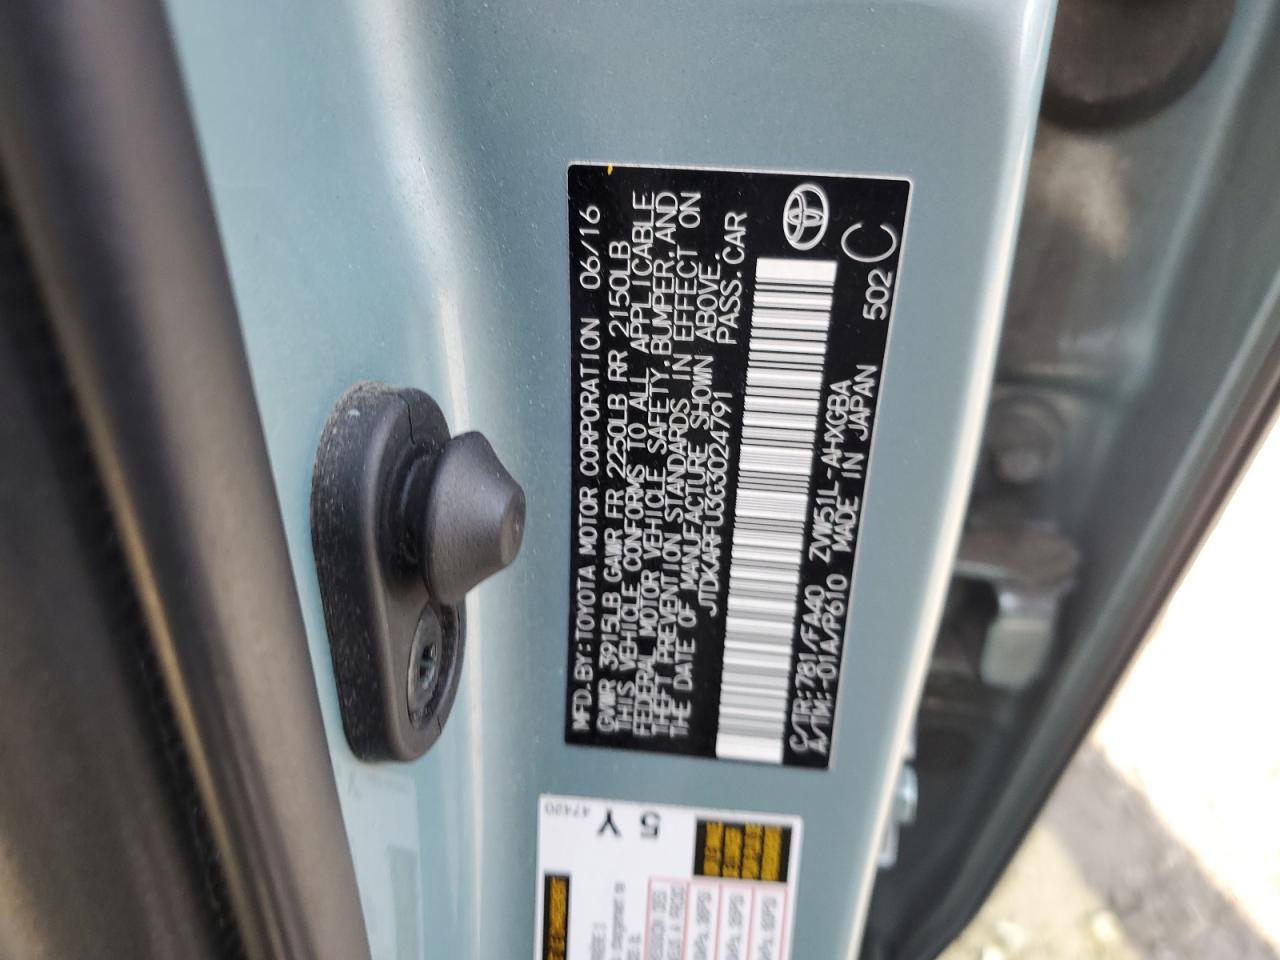 MFD.BY:TOYOTA MOTOR CORPORATION 06/16
GVWR 3915LB GAWR FR 2250LB RR 2150LB
THIS VEHICLE CONFORMS TO ALL APPLICABLE
FEDERAL MOTOR VEHICLE SAFETY,BUMPER,AND
THEFT PREVENTION STANDARDS IN EFFECT ON
THE DATE OF MANUFACTURE SHOWN ABOVE.
JTDKARFU3G3024791 PASS.CAR
C/TR:781/FA40 ZVW51L-AHXGBA
A/TM:-01A/P610 MADE IN JAPAN 502 C
47420
5 Y